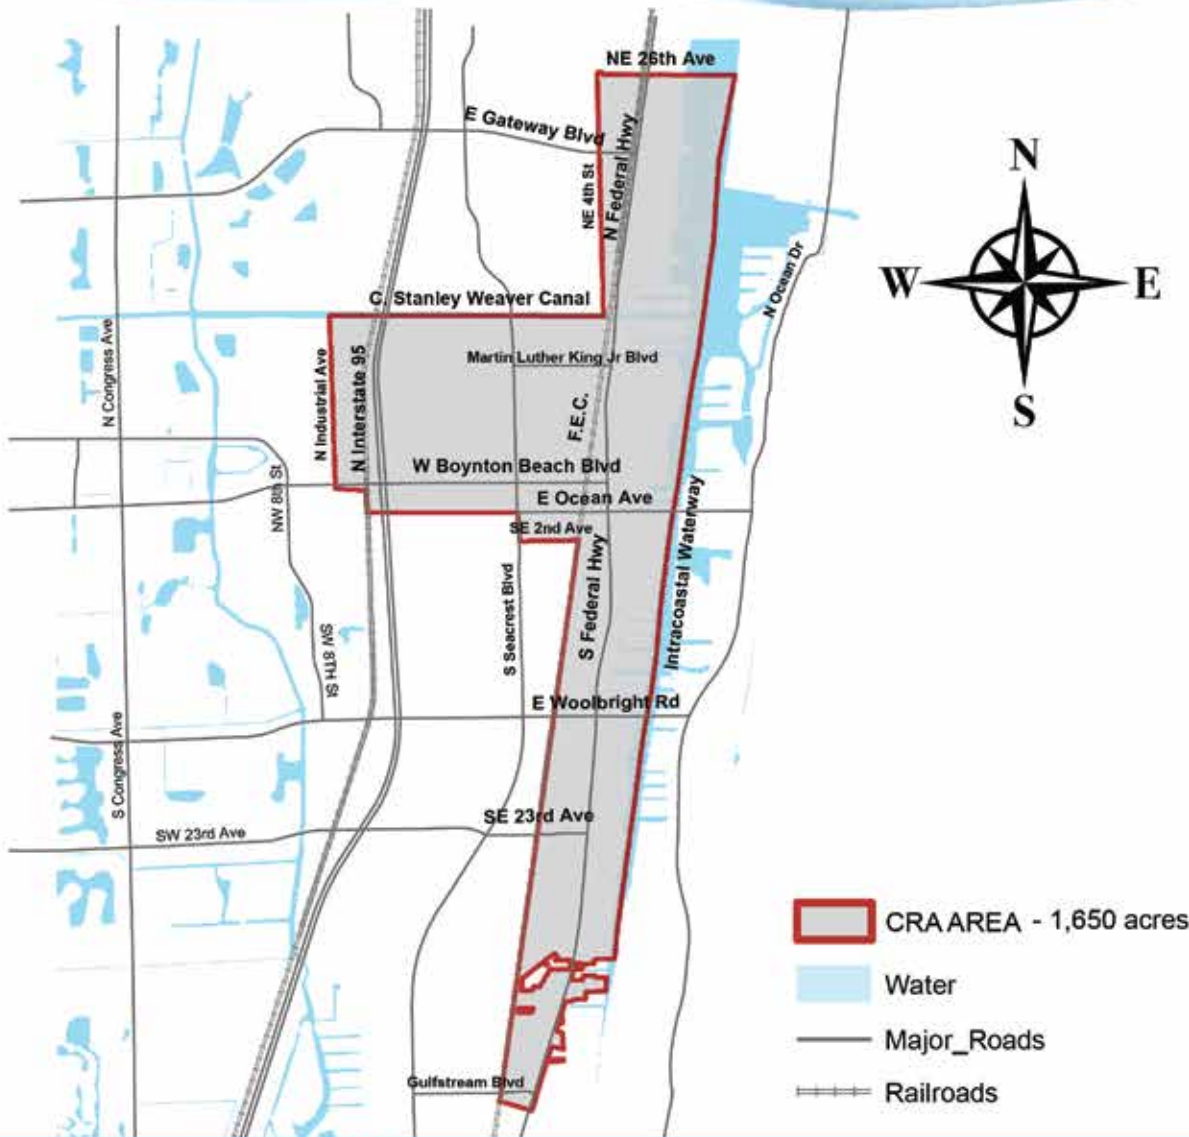 NE 26th Ave
E Gateway Blvd
NE 4th St
N Federal Hwy
N
W
E
S
N Ocean Dr
C. Stanley Weaver Canal
N Congress Ave
N Industrial Ave
N Interstate 95
Martin Luther King Jr Blvd
F.E.C.
W Boynton Beach Blvd
E Ocean Ave
NW 8th St
SE 2nd Ave
Intracoastal Waterway
S Federal Hwy
S Seacrest Blvd
SW 8TH St
E Woolbright Rd
S Congress Ave
SE 23rd Ave
SW 23rd Ave
CRA AREA - 1,650 acres
Water
Major_Roads
Railroads
Gulfstream Blvd